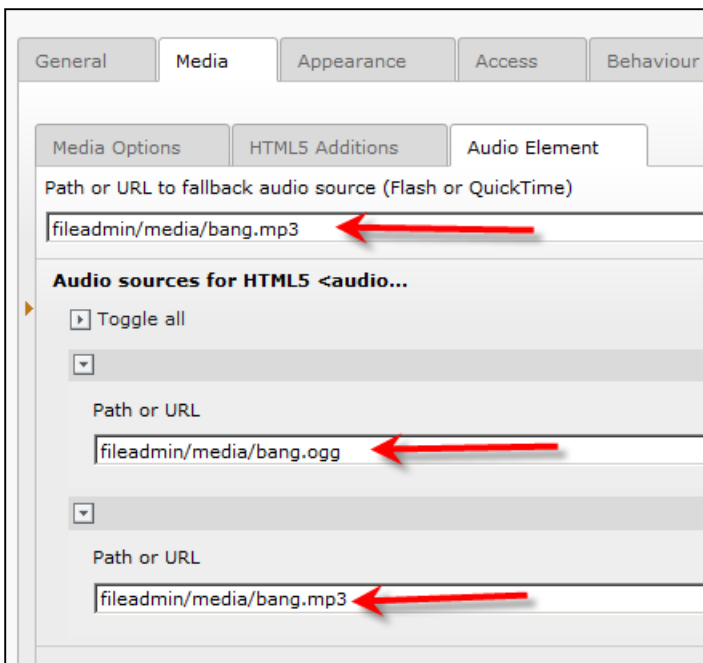 General Media Appearance Access Behaviour
Media Options HTML5 Additions Audio Element
Path or URL to fallback audio source (Flash or QuickTime)
fileadmin/media/bang.mp3
Audio sources for HTML5 <audio...
Toggle all
Path or URL
fileadmin/media/bang.ogg
Path or URL
fileadmin/media/bang.mp3